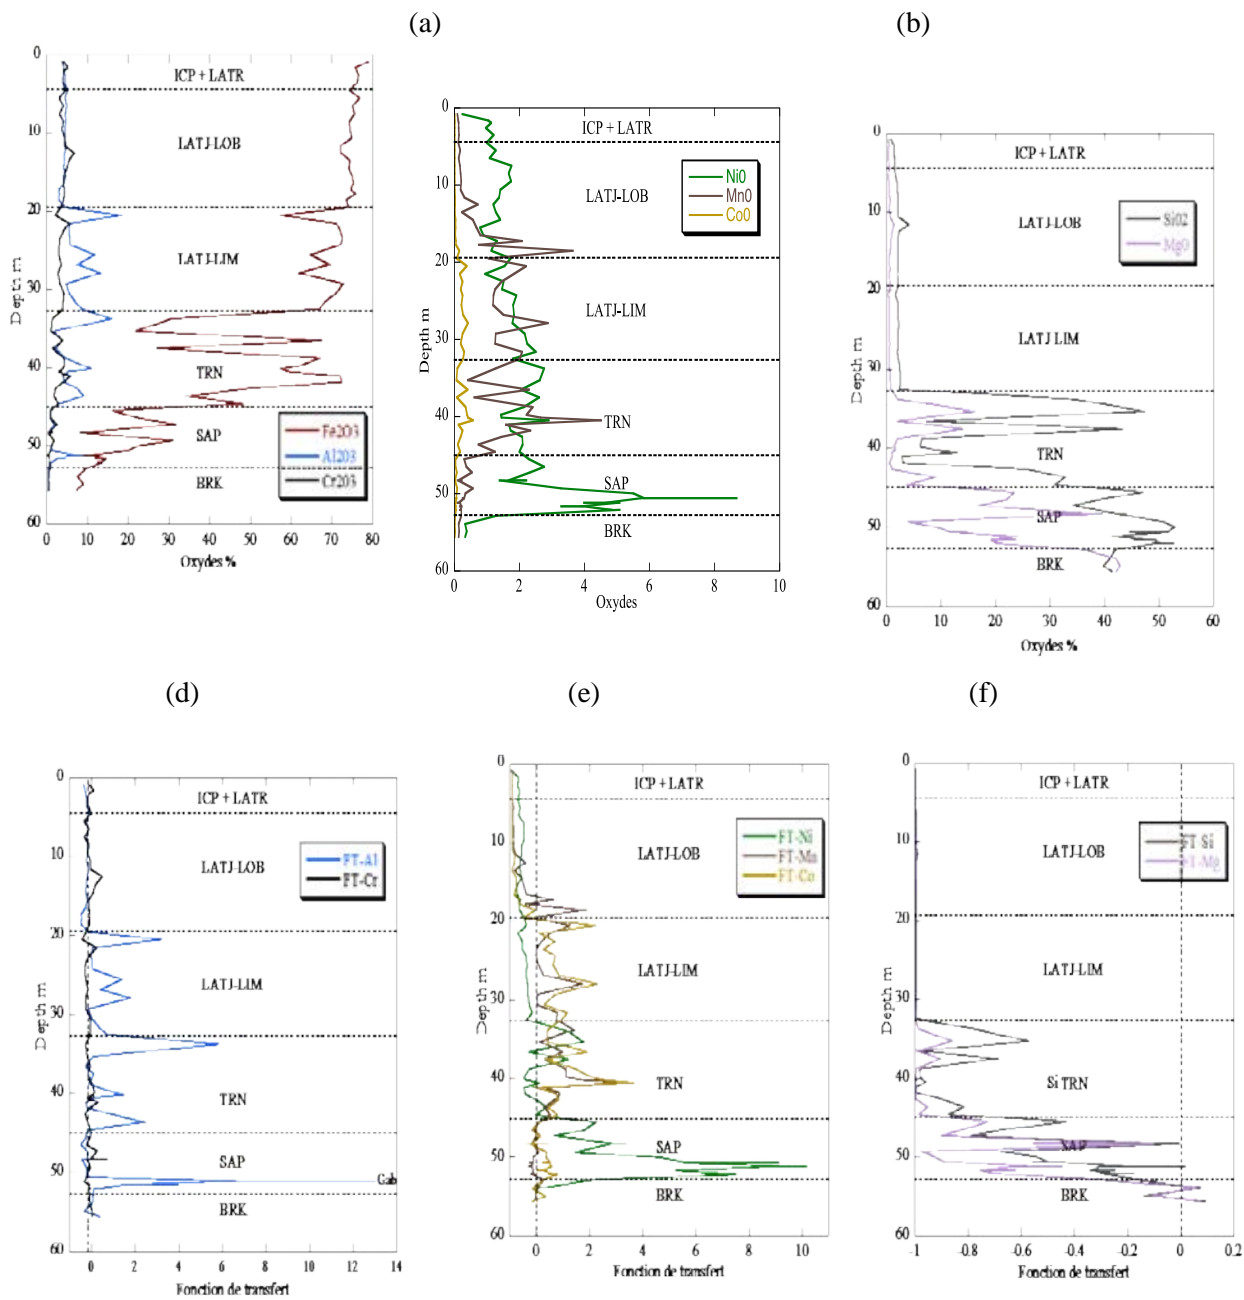 (a)
(b)
0
10
20
30
40
50
60
Depth m
ICP + LATR
LATJ-LOB
LATJ-LIM
TRN
SAP
BRK
Fe2O3
Al2O3
Cr2O3
0 10 20 30 40 50 60 70 80
Oxydes %
0
10
20
30
40
50
60
Depth m
ICP + LATR
LATJ-LOB
LATJ-LIM
TRN
SAP
BRK
Ni0
Mn0
Co0
0 2 4 6 8 10
Oxydes
0
10
20
30
40
50
60
Depth m
ICP + LATR
LATJ-LOB
LATJ-LIM
TRN
SAP
BRK
Si02
Mg0
0 10 20 30 40 50 60
Oxydes %
(d)
(e)
(f)
0
10
20
30
40
50
60
Depth m
ICP + LATR
LATJ-LOB
LATJ-LIM
TRN
SAP
Gab
BRK
FT-Al
FT-Cr
0 2 4 6 8 10 12 14
Fonction de transfert
0
10
20
30
40
50
60
Depth m
ICP + LATR
LATJ-LOB
LATJ-LIM
TRN
SAP
BRK
FT-Ni
FT-Mn
FT-Co
0 2 4 6 8 10
Fonction de transfert
0
10
20
30
40
50
60
Depth m
ICP + LATR
LATJ-LOB
LATJ-LIM
Si TRN
SAP
BRK
FT-Si
FT-Mg
-1 -0.8 -0.6 -0.4 -0.2 0 0.2
Fonction de transfert